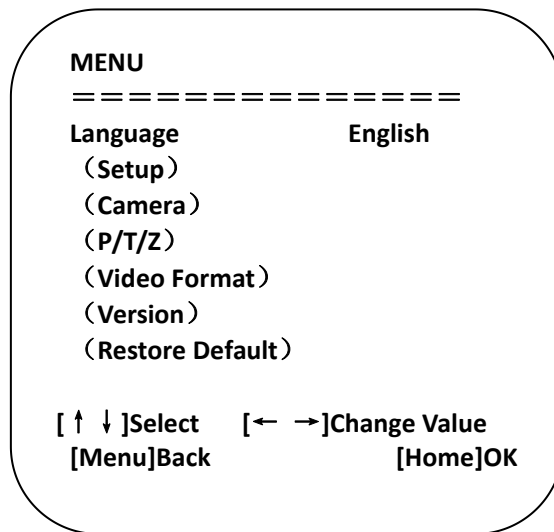 MENU
==============
Language English
（Setup）
（Camera）
（P/T/Z）
（Video Format）
（Version）
（Restore Default）
[↑ ↓]Select [← →]Change Value
[Menu]Back [Home]OK